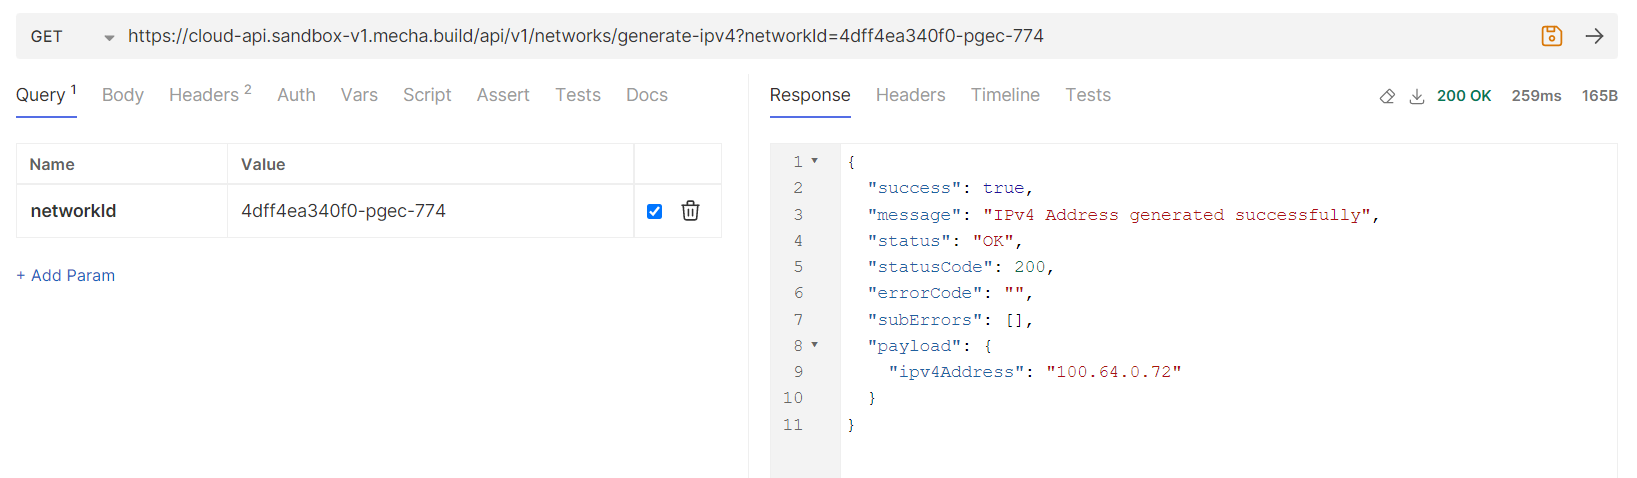 GET https://cloud-api.sandbox-v1.mecha.build/api/v1/networks/generate-ipv4?networkId=4dff4ea340f0-pgec-774
Query 1 Body Headers 2 Auth Vars Script Assert Tests Docs
Name Value
networkId 4dff4ea340f0-pgec-774
+ Add Param
Response Headers Timeline Tests 200 OK 259ms 165B
1 {
2 "success": true,
3 "message": "IPv4 Address generated successfully",
4 "status": "OK",
5 "statusCode": 200,
6 "errorCode": "",
7 "subErrors": [],
8 "payload": {
9 "ipv4Address": "100.64.0.72"
10 }
11 }